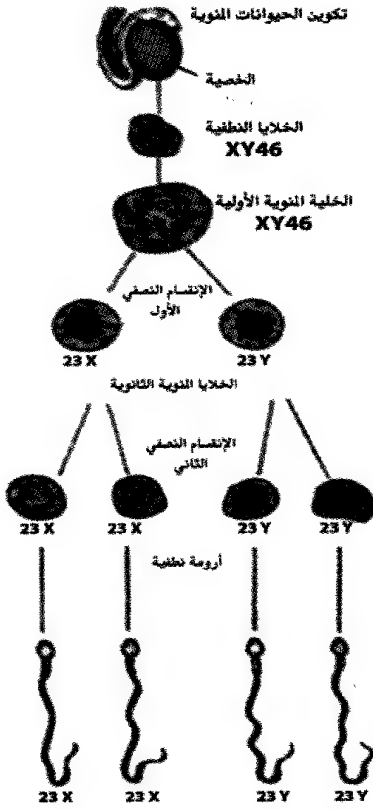 تكوين الحيوانات المنوية
الخصية
الخلايا النطفية
XY46
الخلية المنوية الأولية
XY46
الإنقسام النصفي
الأول
23 X 23 Y
الخلايا المنوية الثانوية
الإنقسام النصفي
الثاني
23 X 23 X 23 Y 23 Y
أرومة نطفية
23 X 23 X 23 Y 23 Y